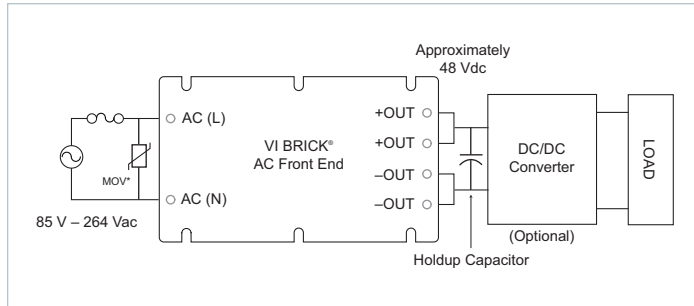 Approximately
48 Vdc
AC (L)
+OUT
VI BRICK®
AC Front End
+OUT
DC/DC
Converter
LOAD
MOV*
–OUT
AC (N)
–OUT
85 V – 264 Vac
(Optional)
Holdup Capacitor